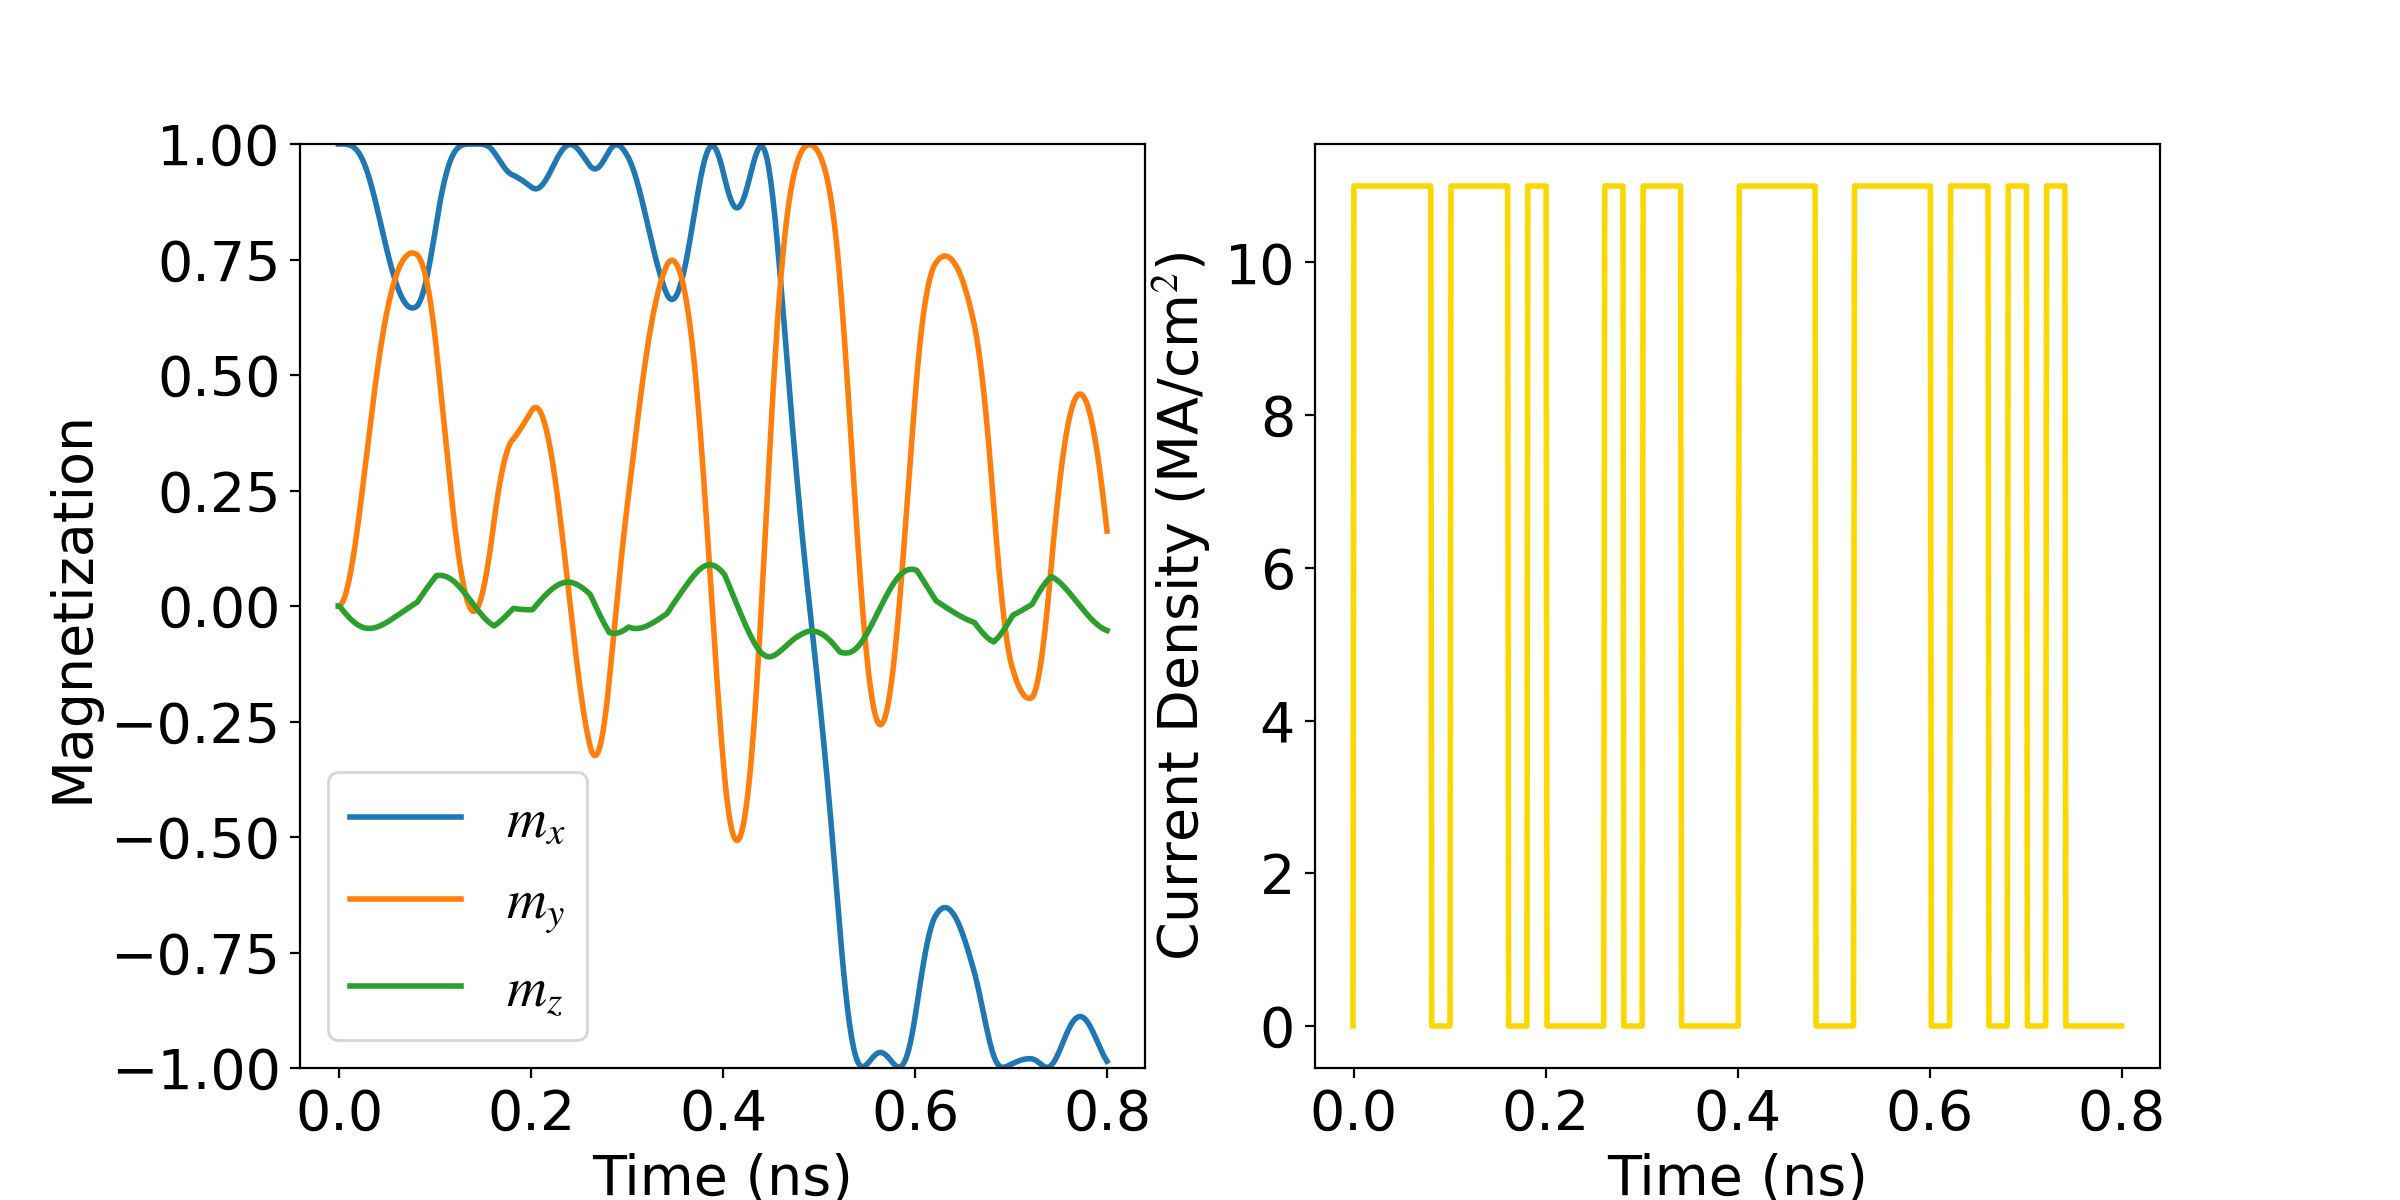 Magnetization
1.00
0.75
0.50
0.25
0.00
−0.25
−0.50
−0.75
−1.00
m_x
m_y
m_z
0.0 0.2 0.4 0.6 0.8
Time (ns)
Current Density (MA/cm²)
10
8
6
4
2
0
0.0 0.2 0.4 0.6 0.8
Time (ns)